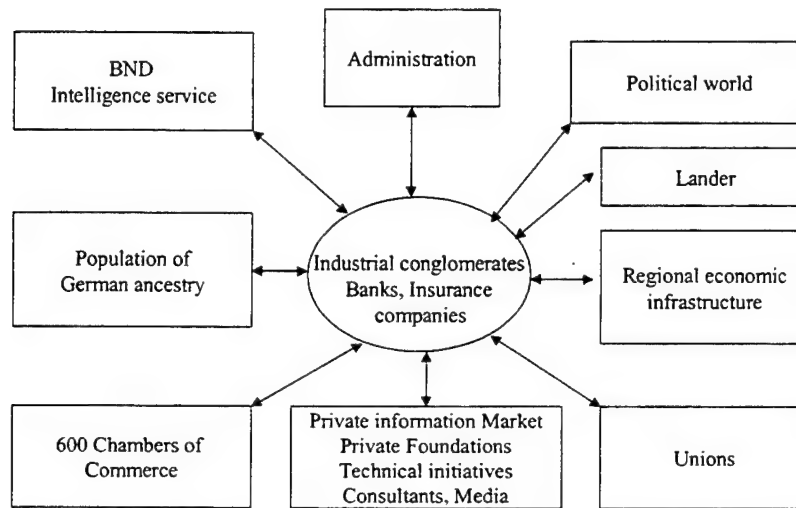 BND
Intelligence service
Administration
Political world
Lander
Population of
German ancestry
Industrial conglomerates
Banks, Insurance
companies
Regional economic
infrastructure
600 Chambers of
Commerce
Private information Market
Private Foundations
Technical initiatives
Consultants, Media
Unions